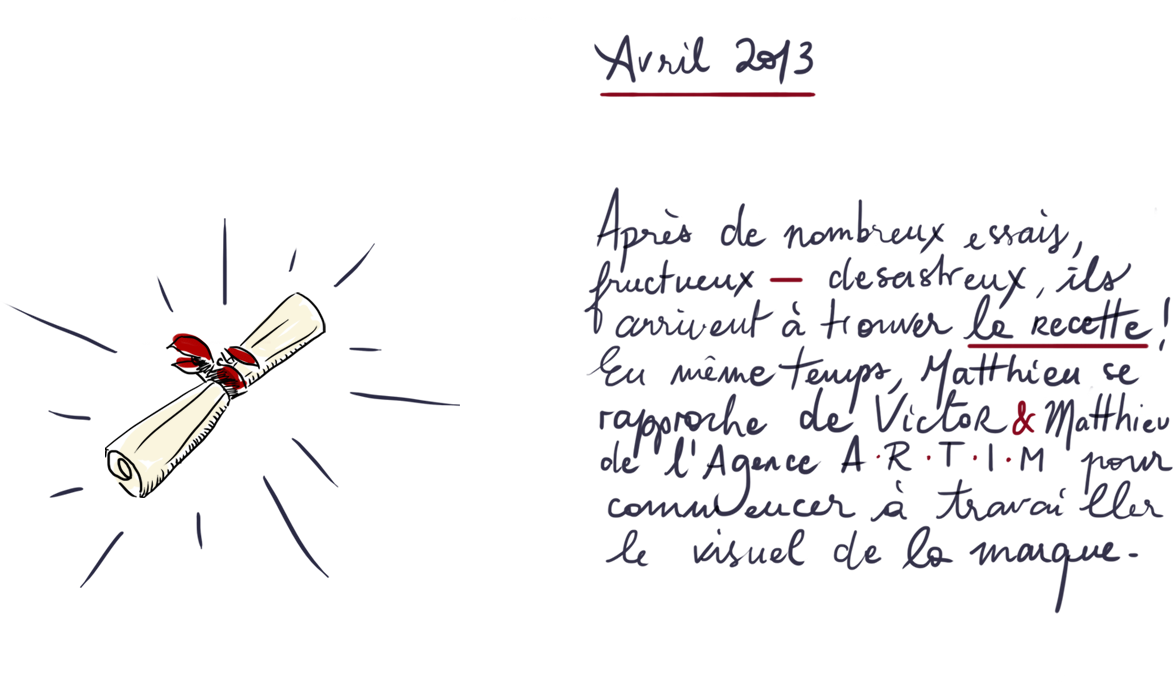 Avril 2013
Après de nombreux essais,
fructueux — desastreux, ils
arrivent à trouver la recette !
En même temps, Matthieu se
rapproche de Victor & Matthieu
de l'Agence A.R.T.I.M pour
commencer à travailler
le visuel de la marque.